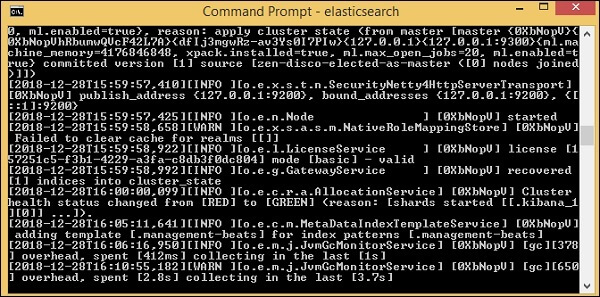 Command Prompt - elasticsearch
0, ml.enabled=true}, reason: apply cluster state (from master [master {0XbNopV}{
0XbNopVhRbumwQVcF42L7A}{df[j3mgwRz-av3Ys0I7PIw}{127.0.0.1}{127.0.0.1:9300}{ml.ma
chine_memory=4176846848, xpack.installed=true, ml.max_open_jobs=20, ml.enabled=t
rue} committed version [1] source [zen-disco-elected-as-master ([0] nodes joined
)]])
[2018-12-28T15:59:57,410][INFO ][o.e.x.s.t.n.SecurityNetty4HttpServerTransport]
[0XbNopV] publish_address {127.0.0.1:9200}, bound_addresses {127.0.0.1:9200}, {[
::1]:9200}
[2018-12-28T15:59:57,425][INFO ][o.e.n.Node ] [0XbNopV] started
[2018-12-28T15:59:58,658][WARN ][o.e.x.s.a.s.m.NativeRoleMappingStore] [0XbNopV]
Failed to clear cache for realms [[]]
[2018-12-28T15:59:58,922][INFO ][o.e.l.LicenseService ] [0XbNopV] license [1
57251c5-f3b1-4229-a3fa-c8db3f0dc804] mode [basic] - valid
[2018-12-28T15:59:58,992][INFO ][o.e.g.GatewayService ] [0XbNopV] recovered
[1] indices into cluster_state
[2018-12-28T16:00:00,099][INFO ][o.e.c.r.a.AllocationService] [0XbNopV] Cluster
health status changed from [RED] to [GREEN] (reason: [shards started [[.kibana_1
][0]] ...]).
[2018-12-28T16:05:11,641][INFO ][o.e.c.m.MetaDataIndexTemplateService] [0XbNopV]
adding template [.management-beats] for index patterns [.management-beats]
[2018-12-28T16:06:16,950][INFO ][o.e.m.j.JvmGcMonitorService] [0XbNopV] [gc][378
] overhead, spent [412ms] collecting in the last [1s]
[2018-12-28T16:10:55,182][WARN ][o.e.m.j.JvmGcMonitorService] [0XbNopV] [gc][650
] overhead, spent [2.8s] collecting in the last [3.7s]